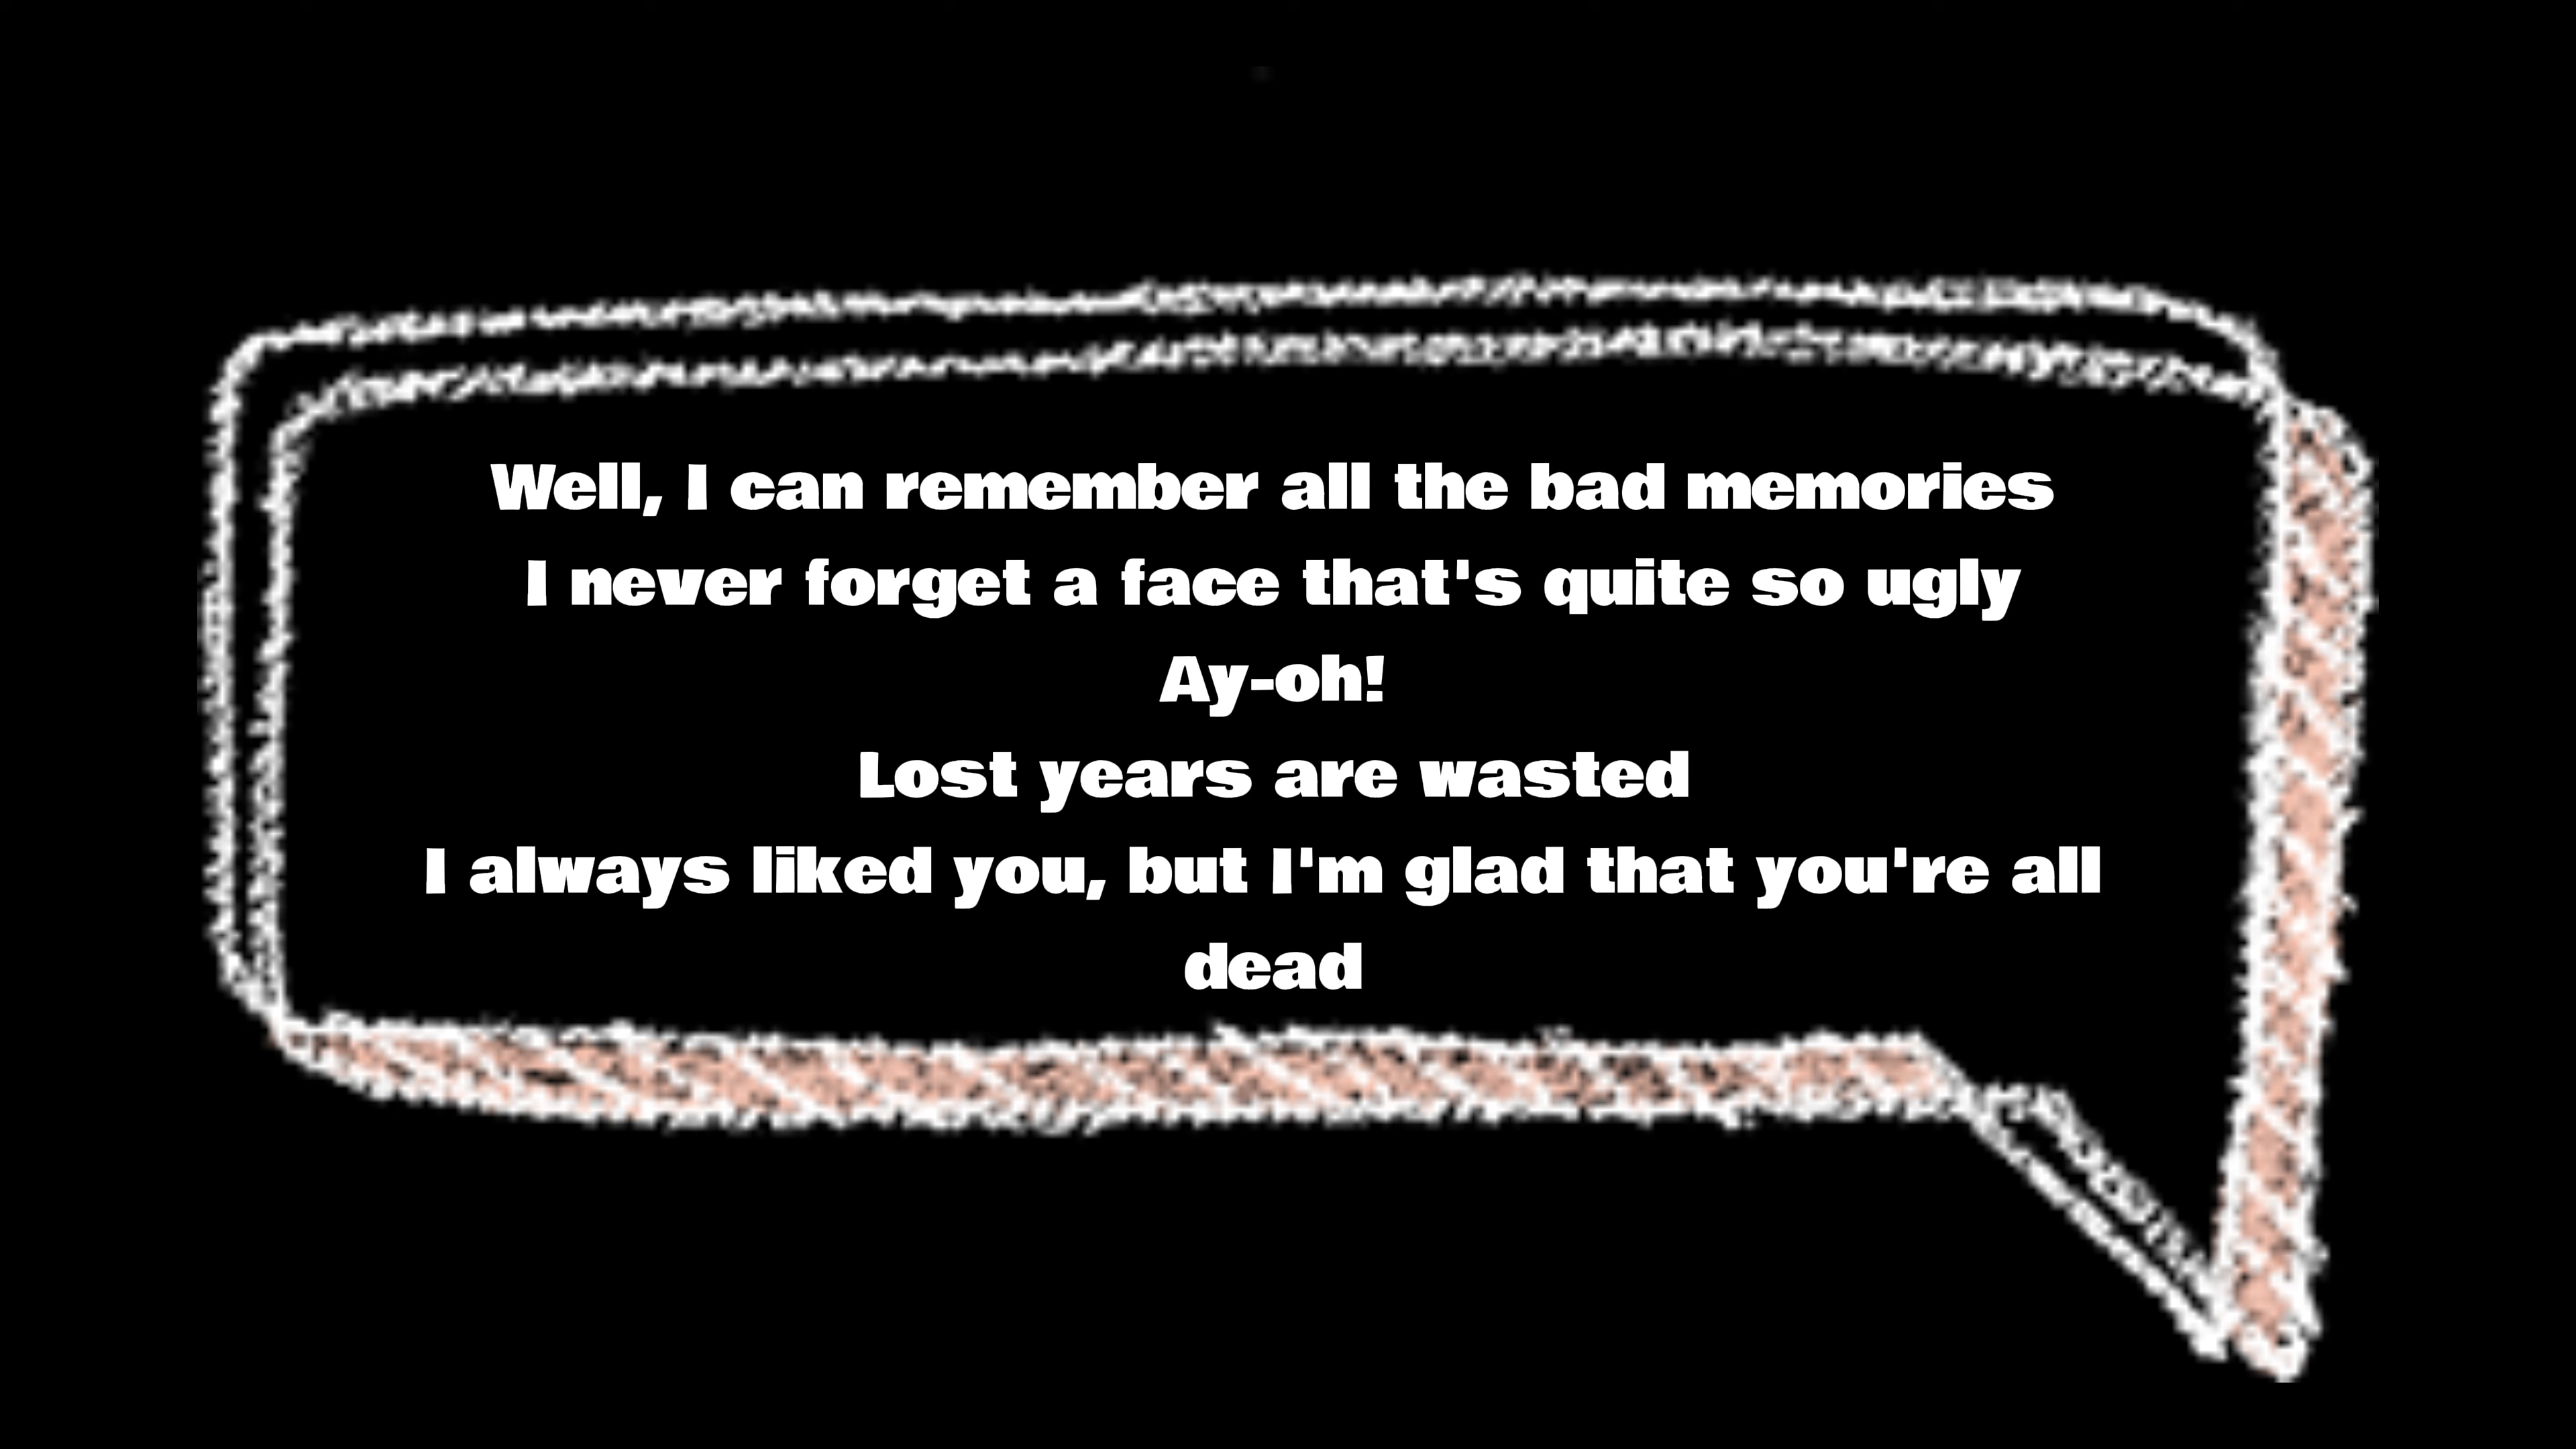 Well, I can remember all the bad memories
I never forget a face that's quite so ugly
Ay-oh!
Lost years are wasted
I always liked you, but I'm glad that you're all
dead